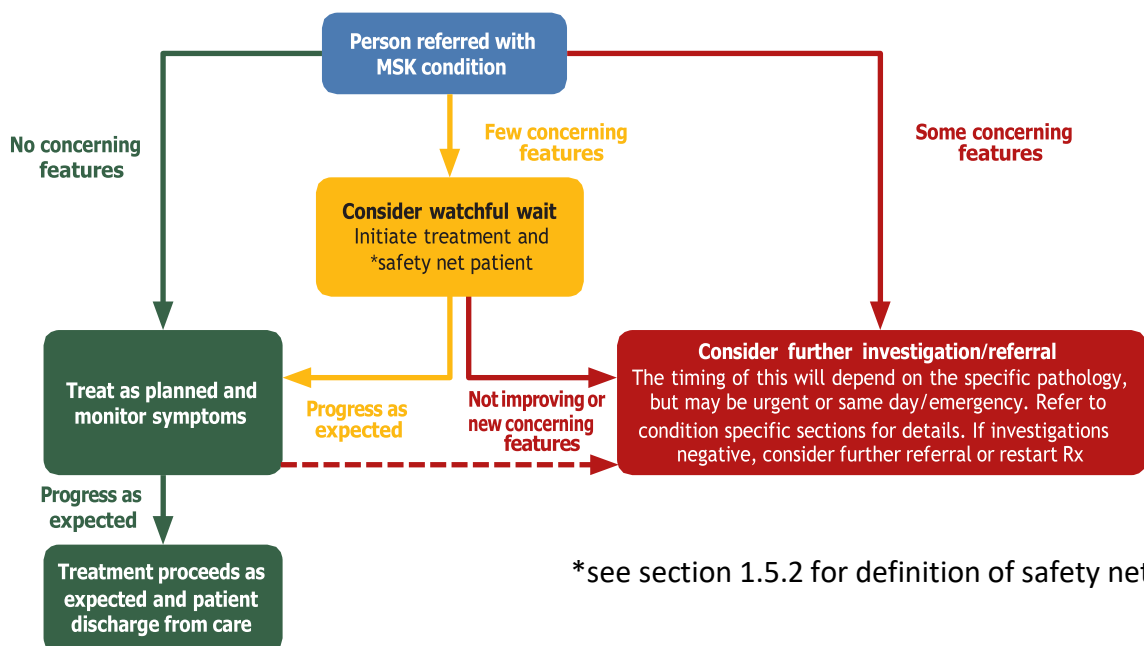 Person referred with
MSK condition
No concerning
features
Few concerning
features
Some concerning
features
Consider watchful wait
Initiate treatment and
*safety net patient
Treat as planned and
monitor symptoms
Progress as
expected
Not improving or
new concerning
features
Consider further investigation/referral
The timing of this will depend on the specific pathology,
but may be urgent or same day/emergency. Refer to
condition specific sections for details. If investigations
negative, consider further referral or restart Rx
Progress as
expected
Treatment proceeds as
expected and patient
discharge from care
*see section 1.5.2 for definition of safety net